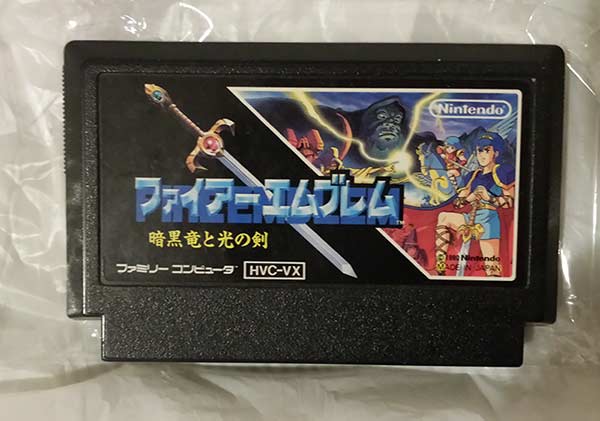 Nintendo
ファイアーエムブレム
TM
暗黒竜と光の剣
ファミリーコンピュータ HVC-VX
Nintendo
MADE IN JAPAN